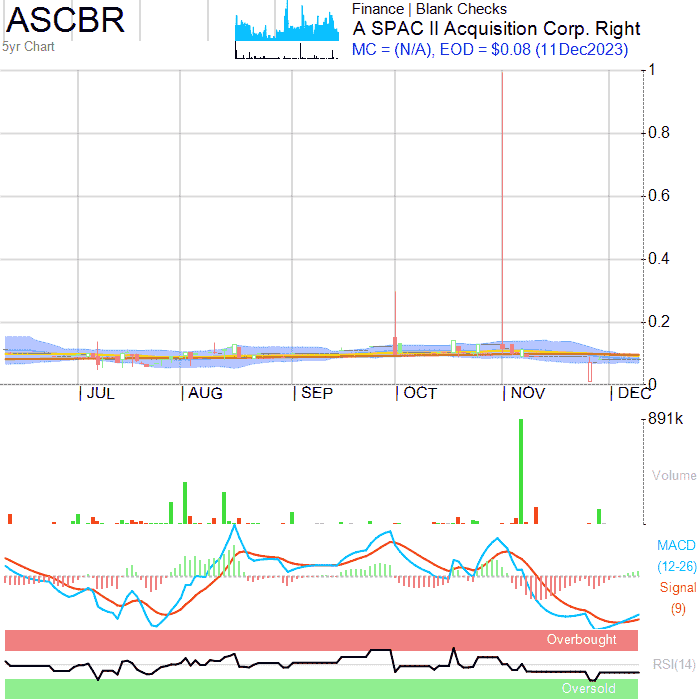 ASCBR
5yr Chart
Finance | Blank Checks
A SPAC II Acquisition Corp. Right
MC = (N/A), EOD = $0.08 (11Dec2023)
1
0.8
0.6
0.4
0.2
0
JUL AUG SEP OCT NOV DEC
891k
Volume
MACD
(12-26)
Signal
(9)
Overbought
RSI(14)
Oversold